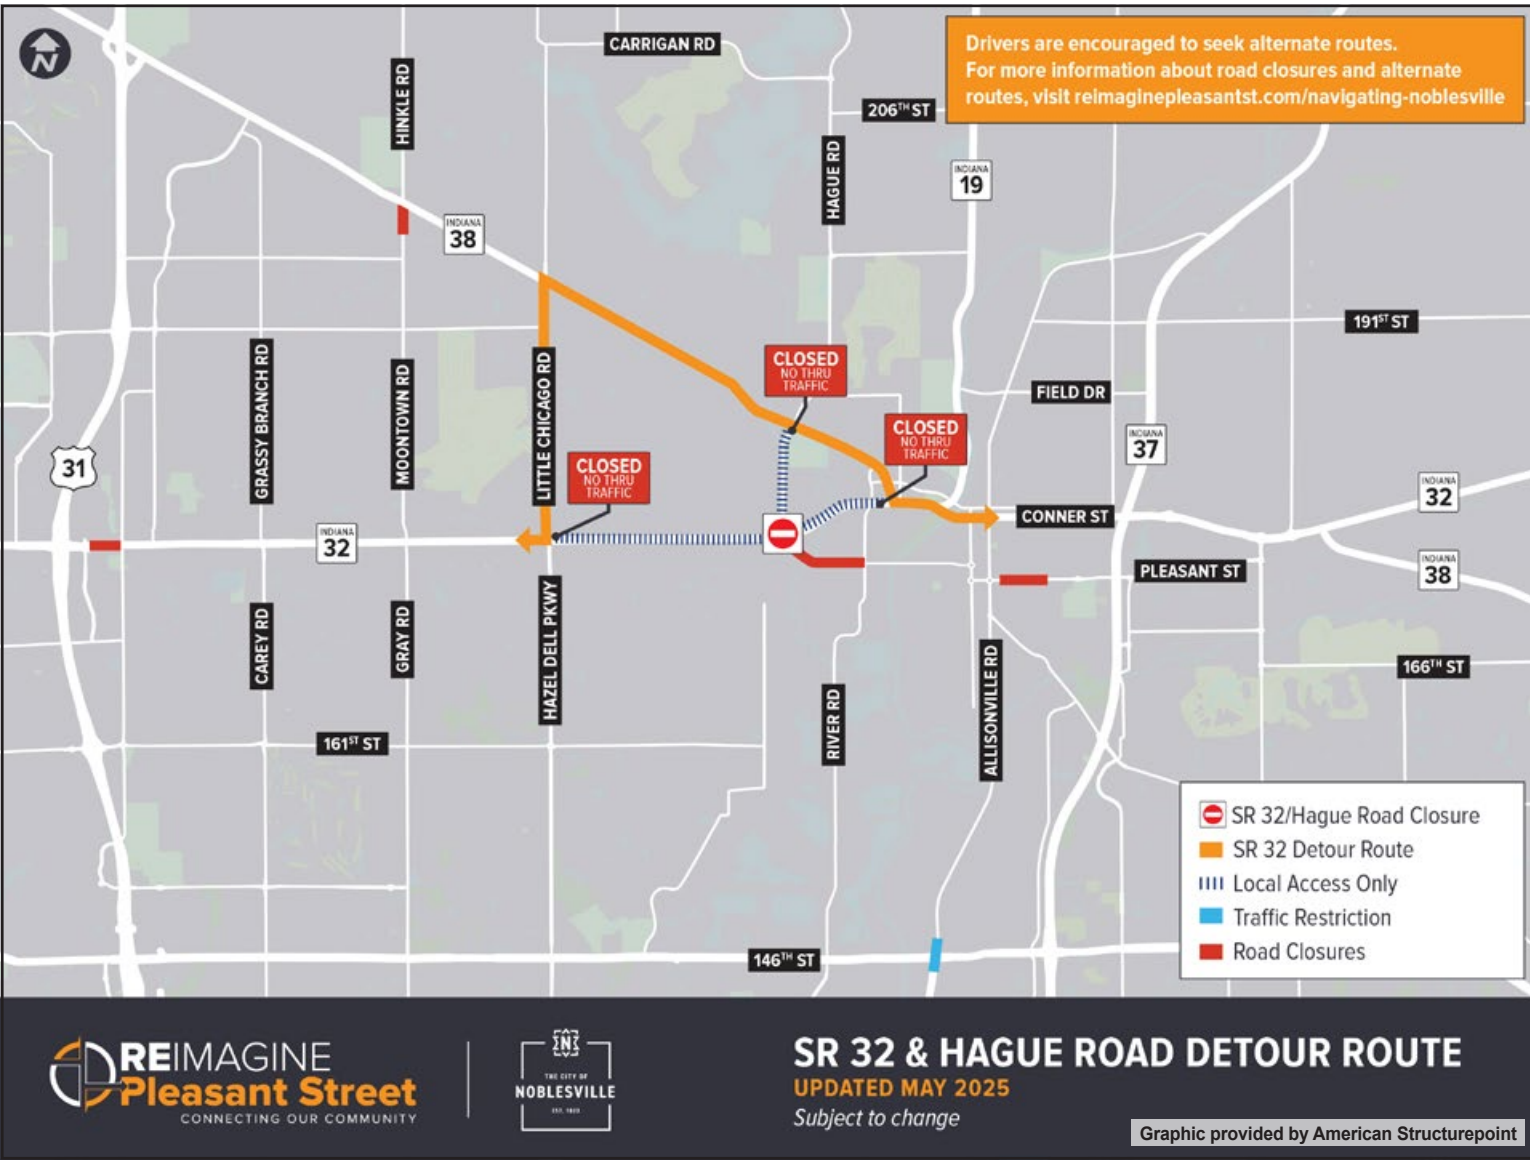 N
CARRIGAN RD
Drivers are encouraged to seek alternate routes.
For more information about road closures and alternate
routes, visit reimaginepleasantst.com/navigating-noblesville
HINKLE RD
206TH ST
HAGUE RD
INDIANA
19
INDIANA
38
191ST ST
CLOSED
NO THRU
TRAFFIC
GRASSY BRANCH RD
MOONTOWN RD
LITTLE CHICAGO RD
FIELD DR
CLOSED
NO THRU
TRAFFIC
INDIANA
37
31
CLOSED
NO THRU
TRAFFIC
INDIANA
32
CONNER ST
INDIANA
32
PLEASANT ST
INDIANA
38
CAREY RD
GRAY RD
HAZEL DELL PKWY
166TH ST
RIVER RD
ALLISONVILLE RD
161ST ST
SR 32/Hague Road Closure
SR 32 Detour Route
Local Access Only
Traffic Restriction
Road Closures
146TH ST
REIMAGINE
Pleasant Street
CONNECTING OUR COMMUNITY
N
THE CITY OF
NOBLESVILLE
EST. 1823
SR 32 & HAGUE ROAD DETOUR ROUTE
UPDATED MAY 2025
Subject to change
Graphic provided by American Structurepoint